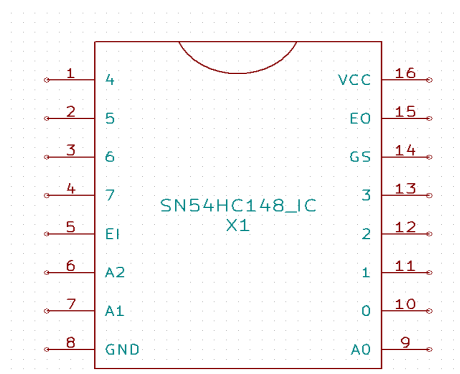 1 4 VCC 16
2 5 EO 15
3 6 GS 14
4 7 3 13
SN54HC148_IC
X1
5 EI 2 12
6 A2 1 11
7 A1 0 10
8 GND A0 9